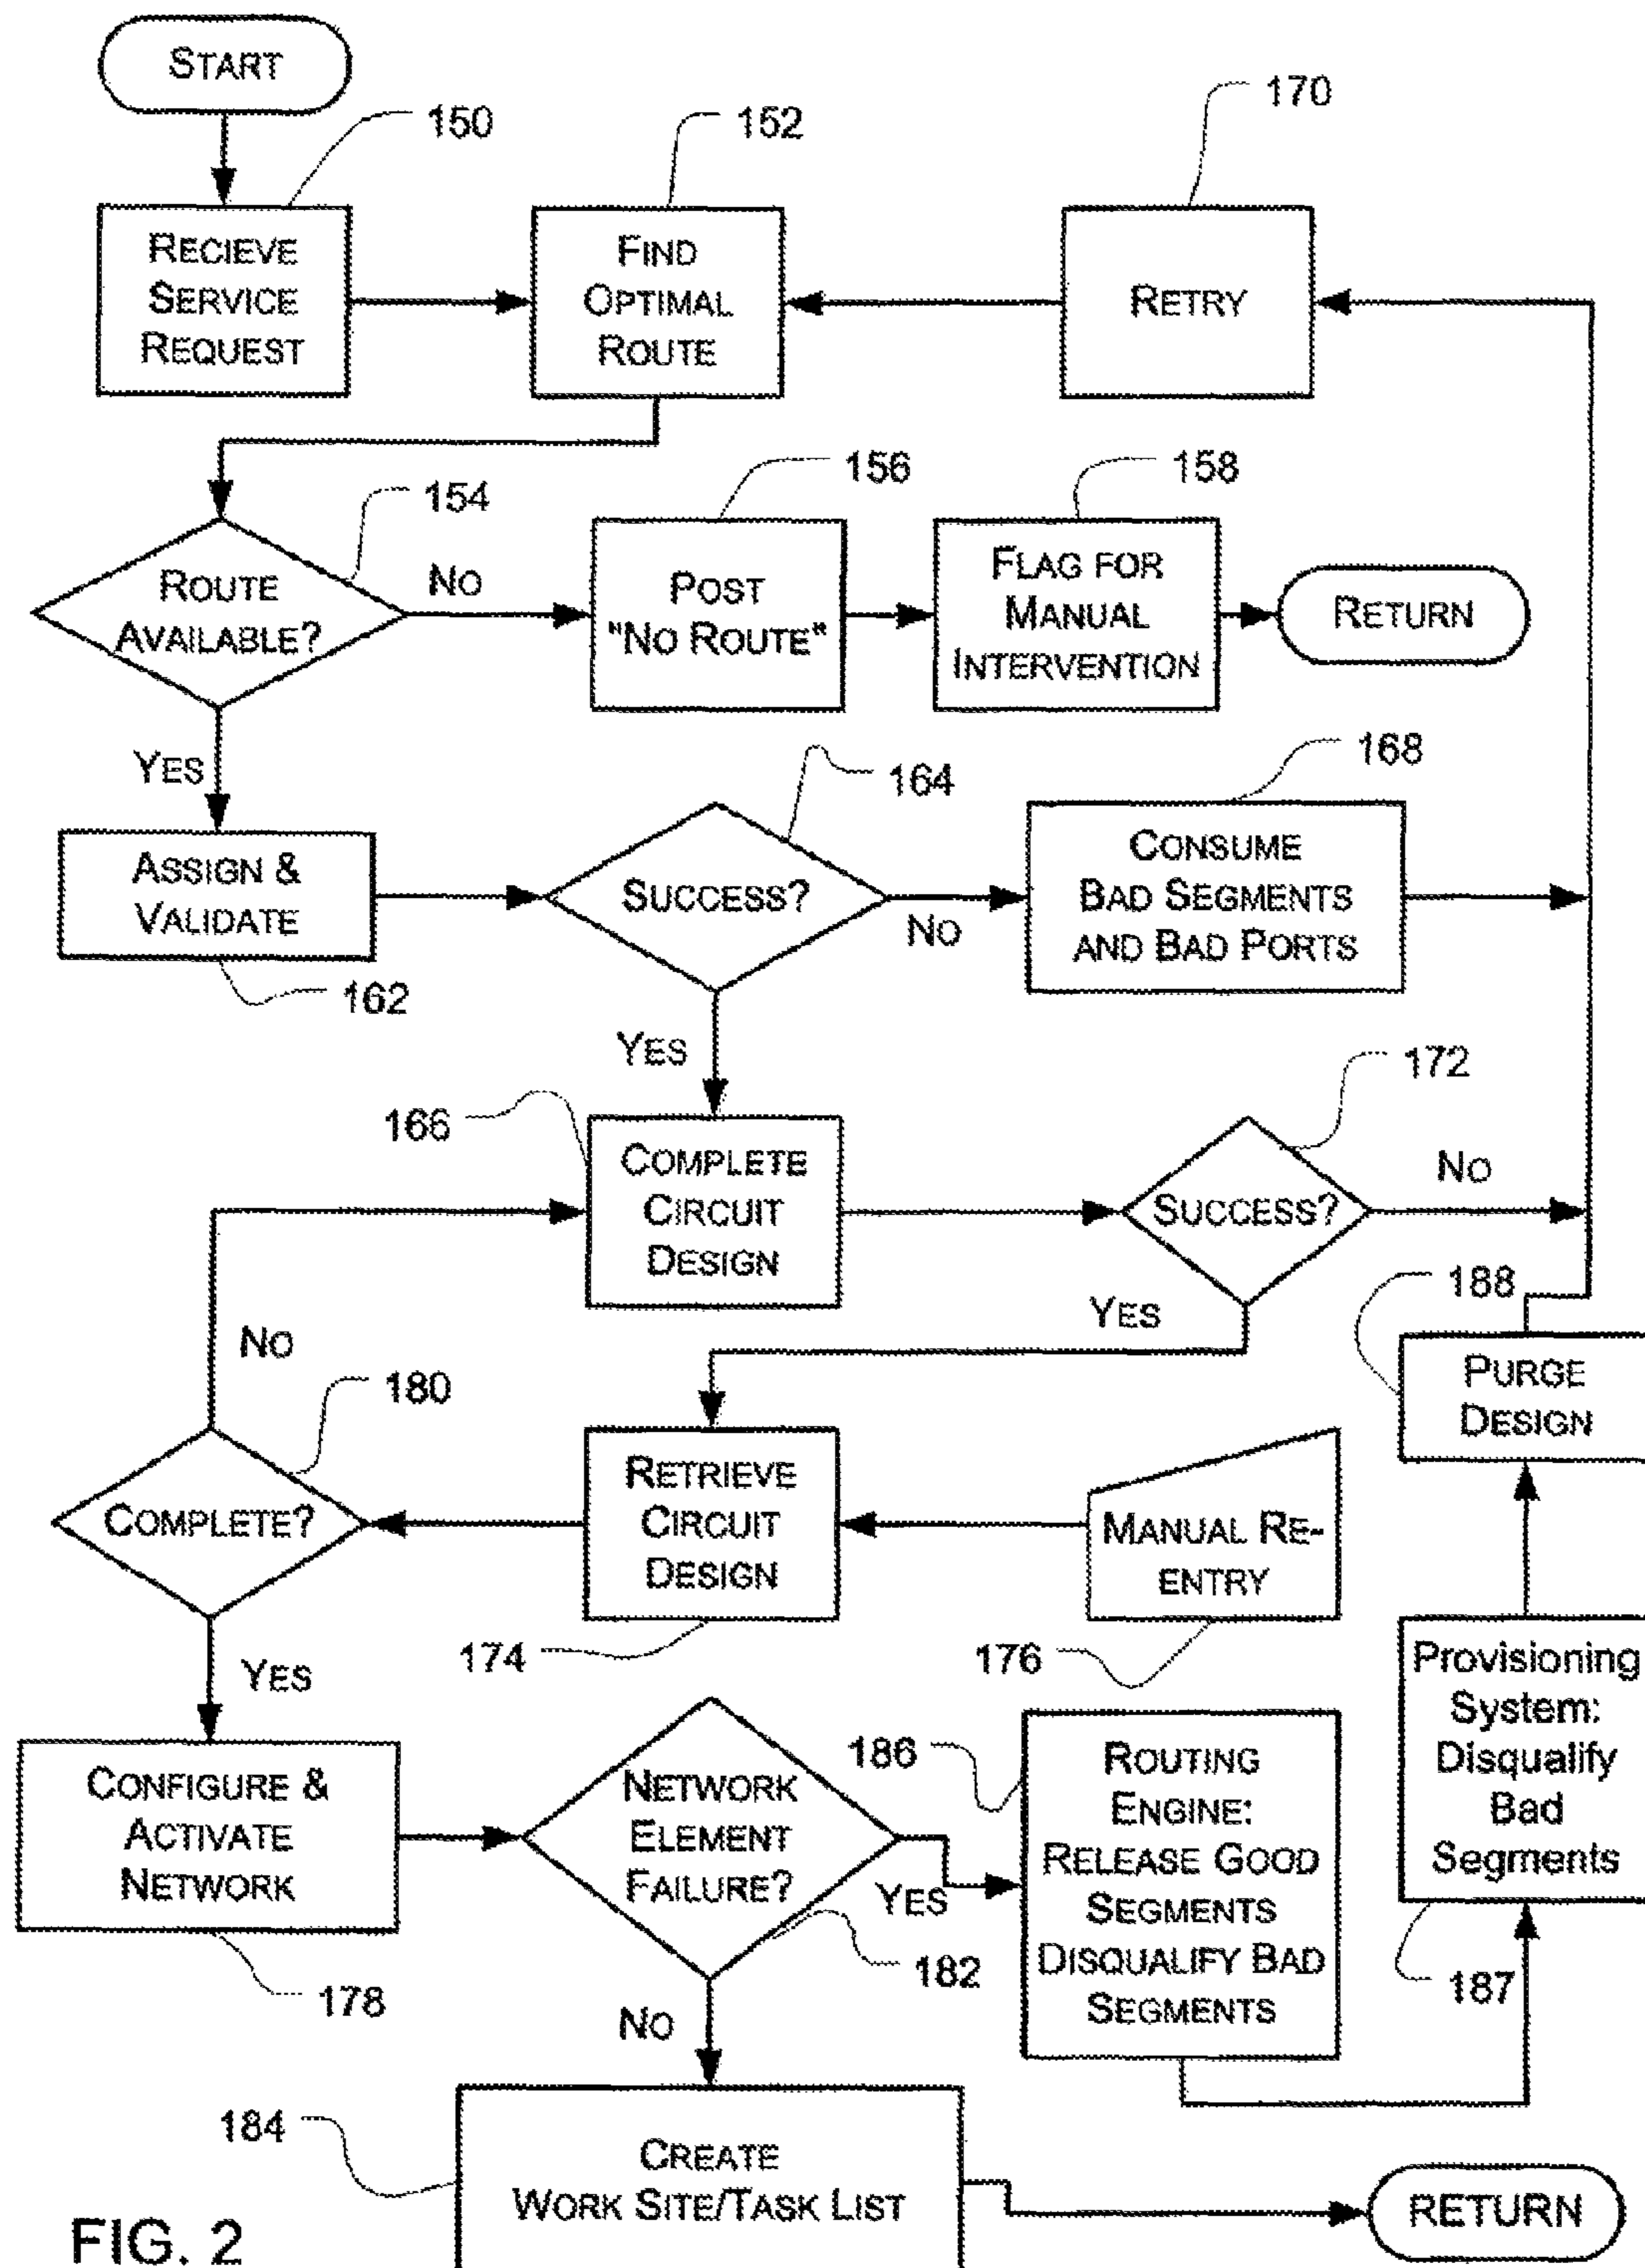 START
150
152
170
RECIEVE
SERVICE
REQUEST
FIND
OPTIMAL
ROUTE
RETRY
154
156
158
ROUTE
AVAILABLE?
NO
POST
"NO ROUTE"
FLAG FOR
MANUAL
INTERVENTION
RETURN
YES
164
168
ASSIGN &
VALIDATE
162
SUCCESS?
NO
CONSUME
BAD SEGMENTS
AND BAD PORTS
YES
172
166
COMPLETE
CIRCUIT
DESIGN
SUCCESS?
NO
YES
188
NO
180
PURGE
DESIGN
COMPLETE?
RETRIEVE
CIRCUIT
DESIGN
MANUAL RE-
ENTRY
174
176
YES
Provisioning
System:
Disqualify
Bad
Segments
187
CONFIGURE &
ACTIVATE
NETWORK
178
NETWORK
ELEMENT
FAILURE?
YES
182
186
ROUTING
ENGINE:
RELEASE GOOD
SEGMENTS
DISQUALIFY BAD
SEGMENTS
NO
184
CREATE
WORK SITE/TASK LIST
RETURN
FIG. 2